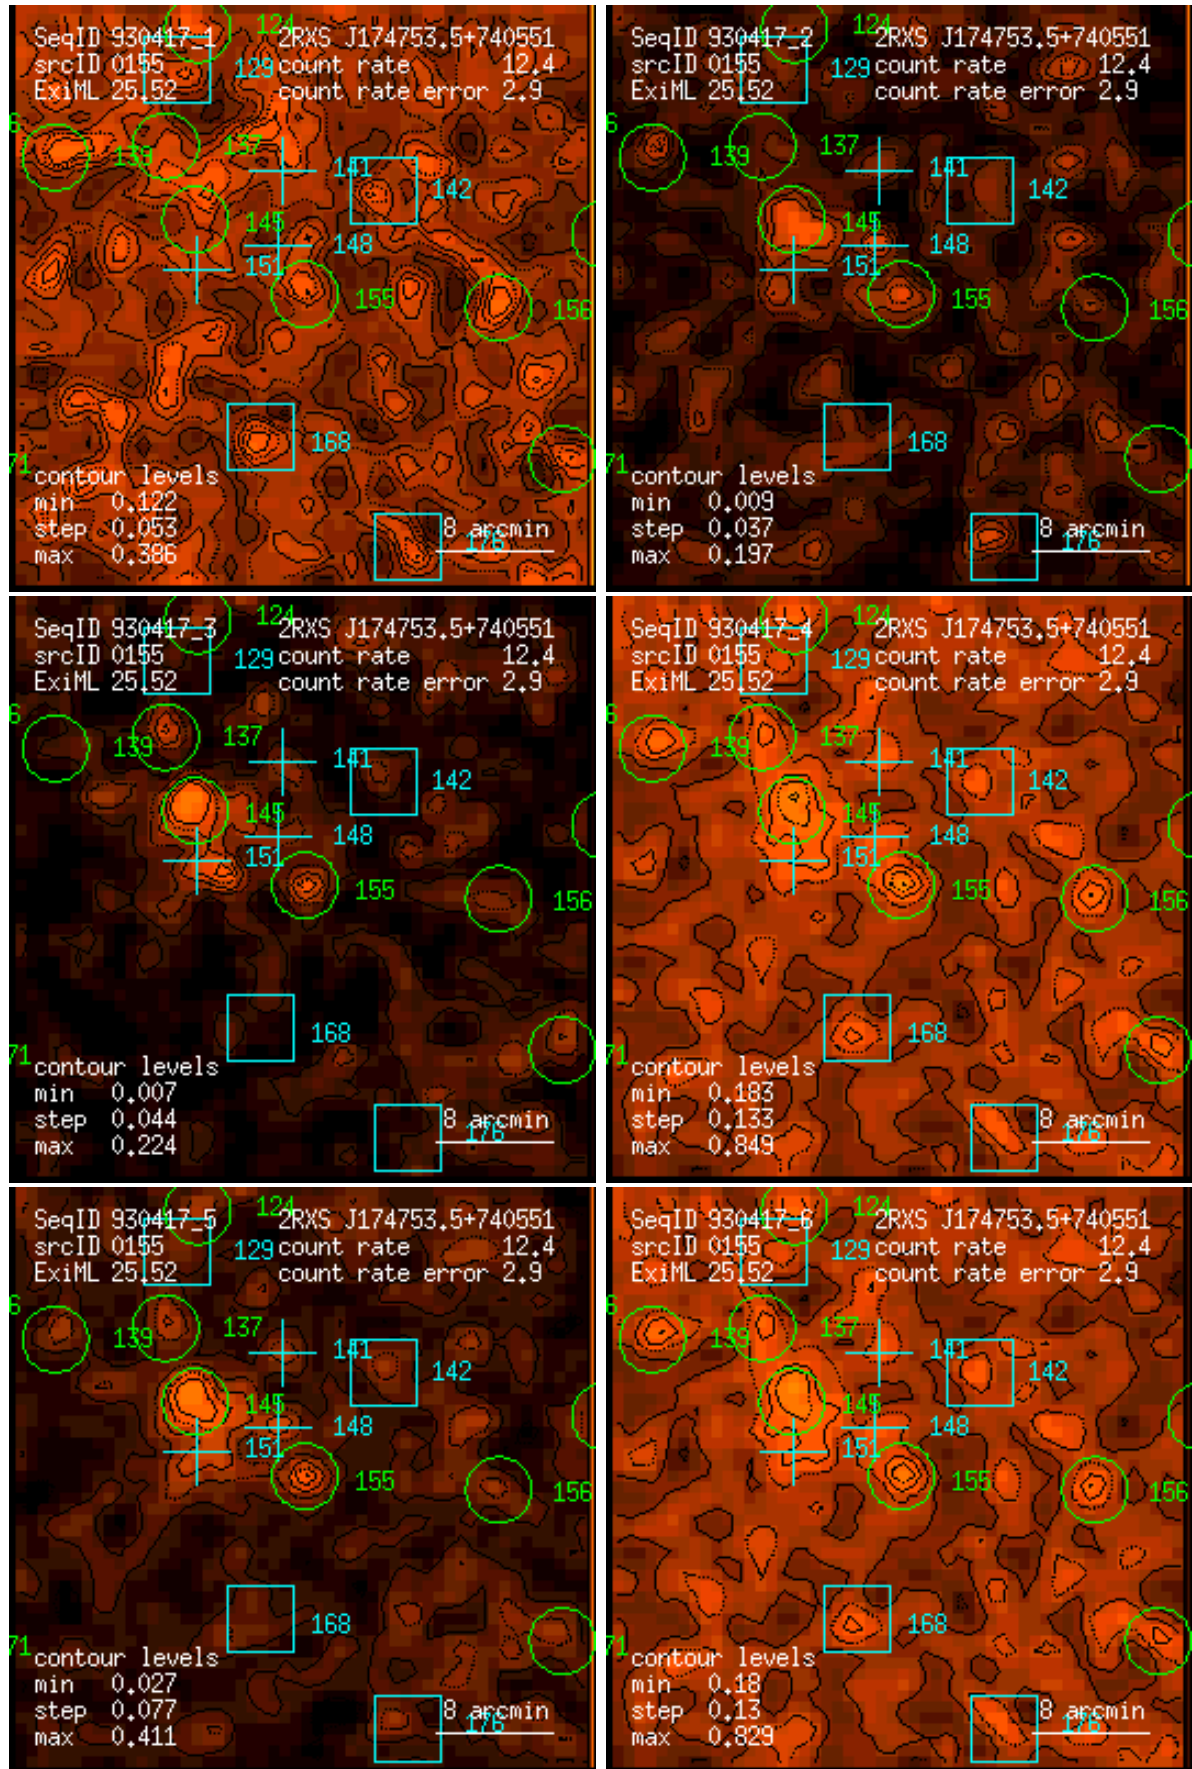 124
SeqID 930417_1 2RXS J174753.5+740551
srcID 0155 129 count rate 12.4
ExiML 25.52 count rate error 2.9
6
139 137
141
142
145
148
151
155
156
168
71
contour levels
min 0.122
step 0.053
max 0.386
8 arcmin
176
124
SeqID 930417_2 2RXS J174753.5+740551
srcID 0155 129 count rate 12.4
ExiML 25.52 count rate error 2.9
6
139 137
141
142
145
148
151
155
156
168
71
contour levels
min 0.009
step 0.037
max 0.197
8 arcmin
176
124
SeqID 930417_3 2RXS J174753.5+740551
srcID 0155 129 count rate 12.4
ExiML 25.52 count rate error 2.9
6
139 137
141
142
145
148
151
155
156
168
71
contour levels
min 0.007
step 0.044
max 0.224
8 arcmin
176
124
SeqID 930417_4 2RXS J174753.5+740551
srcID 0155 129 count rate 12.4
ExiML 25.52 count rate error 2.9
6
139 137
141
142
145
148
151
155
156
168
71
contour levels
min 0.183
step 0.133
max 0.849
8 arcmin
176
124
SeqID 930417_5 2RXS J174753.5+740551
srcID 0155 129 count rate 12.4
ExiML 25.52 count rate error 2.9
6
139 137
141
142
145
148
151
155
156
168
71
contour levels
min 0.027
step 0.077
max 0.411
8 arcmin
176
124
SeqID 930417_6 2RXS J174753.5+740551
srcID 0155 129 count rate 12.4
ExiML 25.52 count rate error 2.9
6
139 137
141
142
145
148
151
155
156
168
71
contour levels
min 0.18
step 0.13
max 0.829
8 arcmin
176